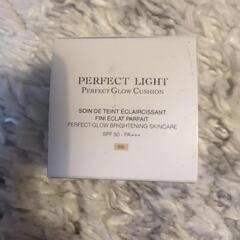 PERFECT LIGHT
PERFECT GLOW CUSHION
SOIN DE TEINT ÉCLAIRCISSANT
FINI ÉCLAT PARFAIT
PERFECT-GLOW BRIGHTENING SKINCARE
SPF 50 - PA+++